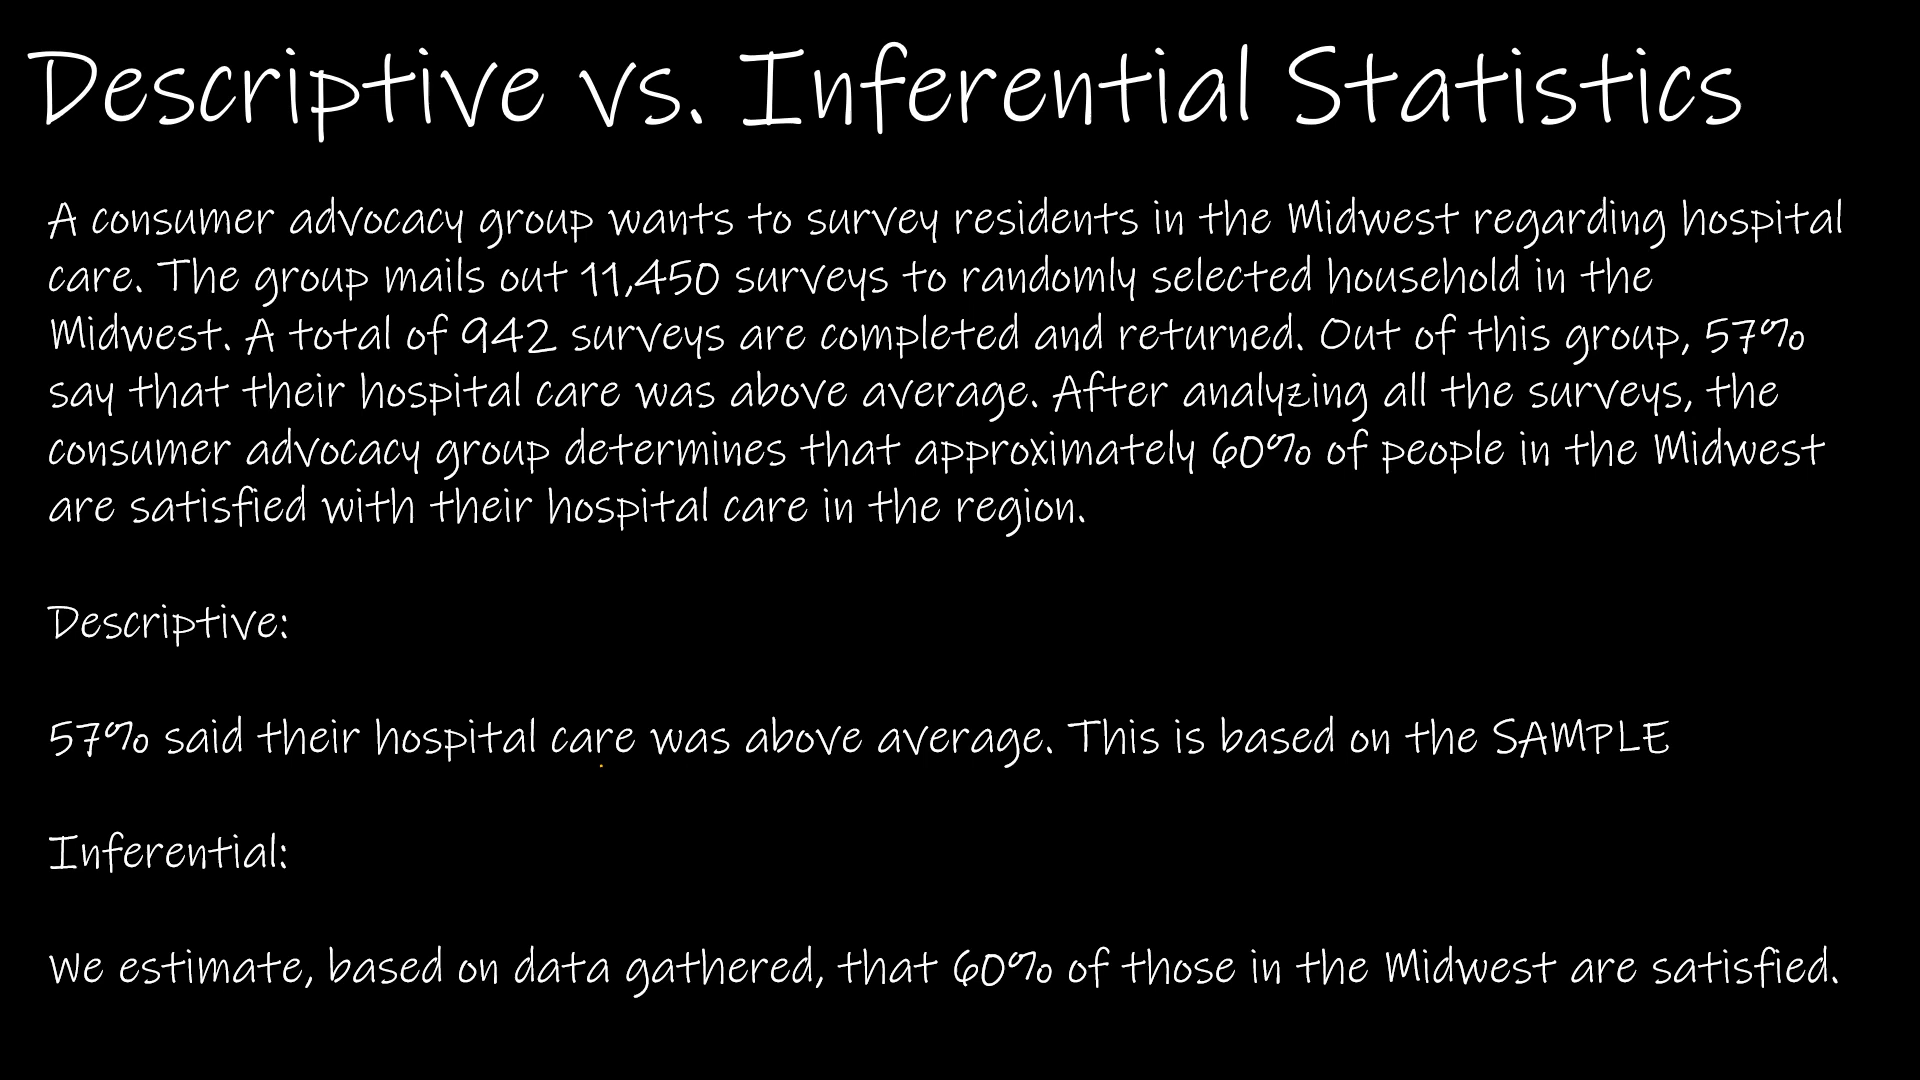 Descriptive vs. Inferential Statistics
A consumer advocacy group wants to survey residents in the Midwest regarding hospital
care. The group mails out 11,450 surveys to randomly selected household in the
Midwest. A total of 942 surveys are completed and returned. Out of this group, 57%
say that their hospital care was above average. After analyzing all the surveys, the
consumer advocacy group determines that approximately 60% of people in the Midwest
are satisfied with their hospital care in the region.
Descriptive:
57% said their hospital care was above average. This is based on the SAMPLE
Inferential:
We estimate, based on data gathered, that 60% of those in the Midwest are satisfied.